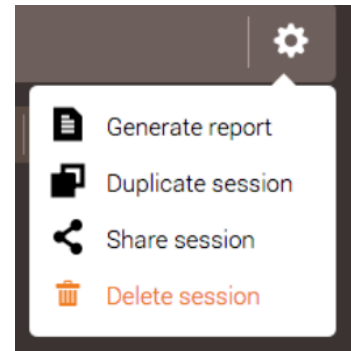 Generate report
Duplicate session
Share session
Delete session